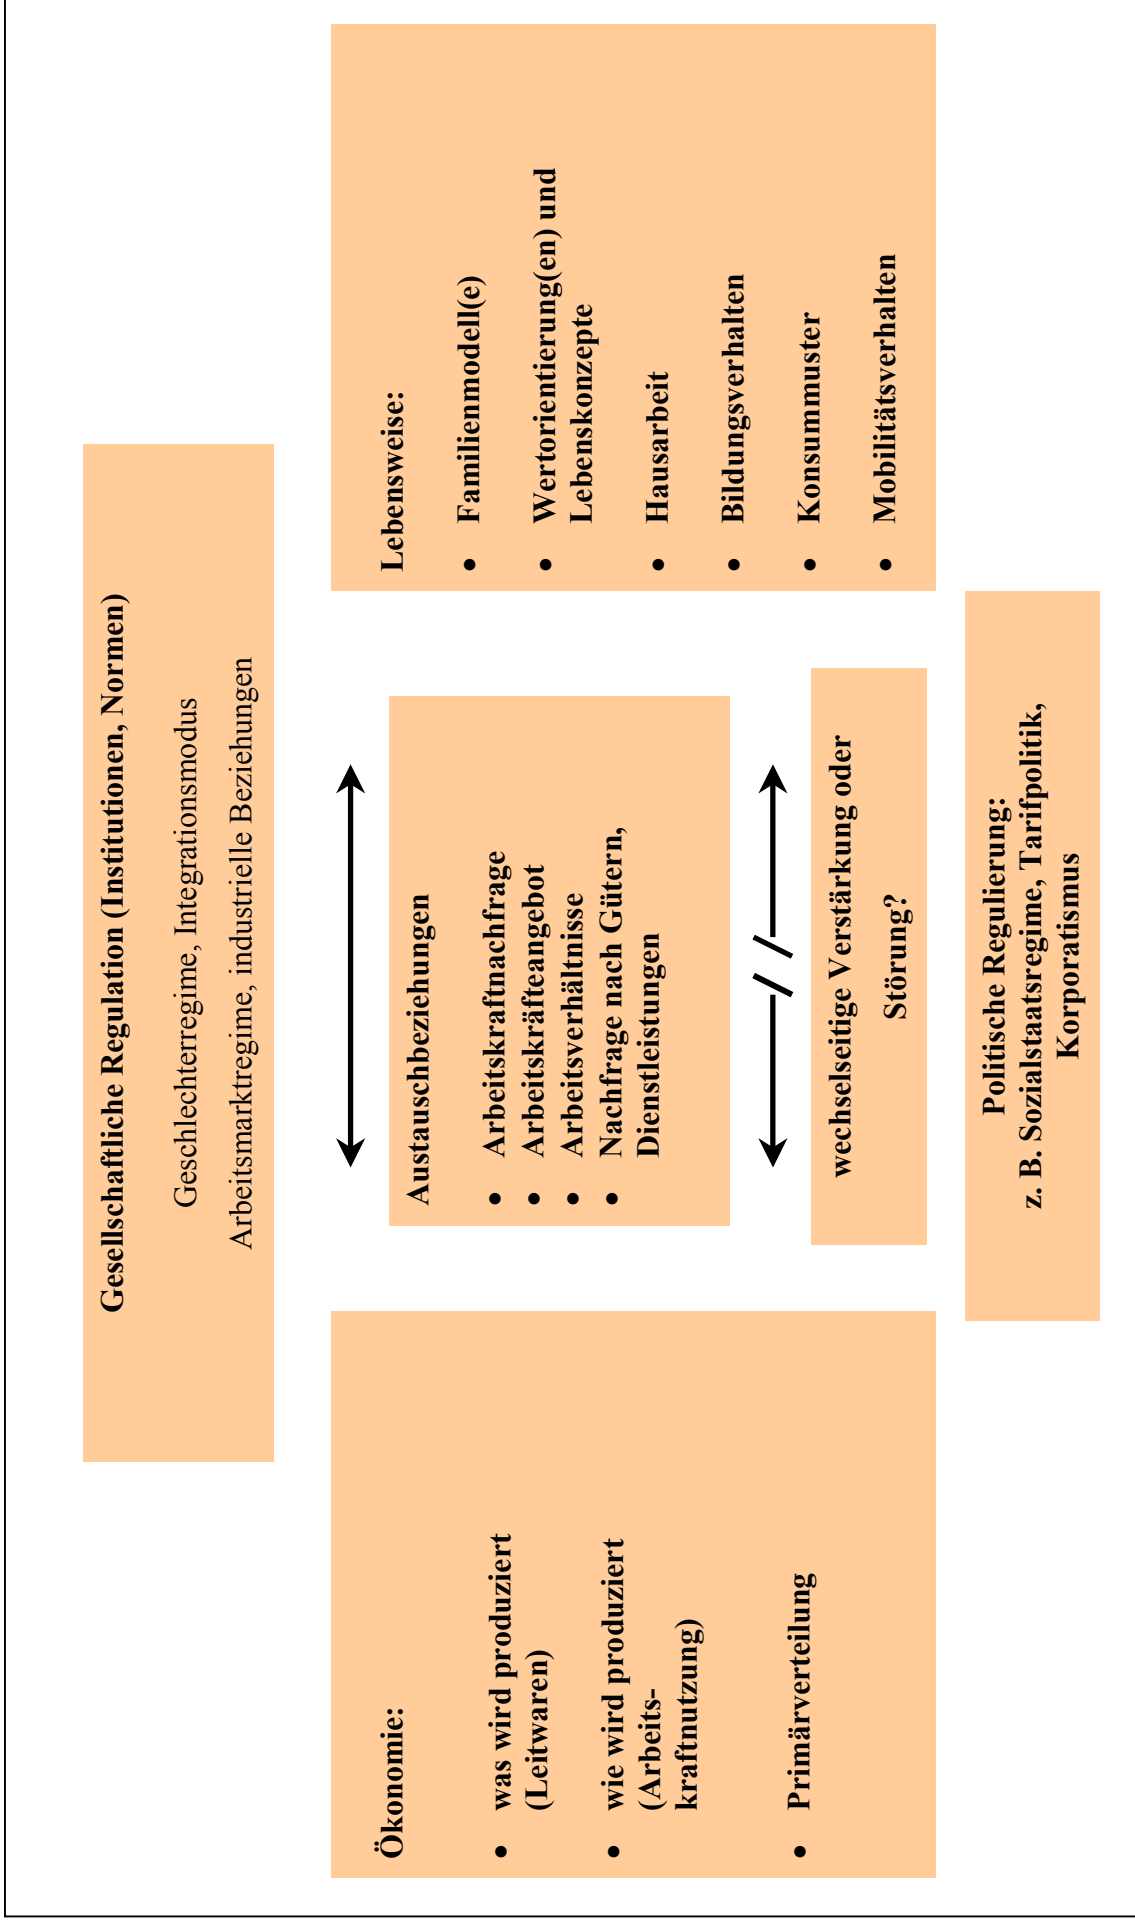 Gesellschaftliche Regulation (Institutionen, Normen)
Geschlechterregime, Integrationsmodus
Arbeitsmarktregime, industrielle Beziehungen
Ökonomie:
• was wird produziert
(Leitwaren)
• wie wird produziert
(Arbeits-
kraftnutzung)
• Primärverteilung
Austauschbeziehungen
• Arbeitskraftnachfrage
• Arbeitskräfteangebot
• Arbeitsverhältnisse
• Nachfrage nach Gütern,
Dienstleistungen
wechselseitige Verstärkung oder
Störung?
Lebensweise:
• Familienmodell(e)
• Wertorientierung(en) und
Lebenskonzepte
• Hausarbeit
• Bildungsverhalten
• Konsummuster
• Mobilitätsverhalten
Politische Regulierung:
z. B. Sozialstaatsregime, Tarifpolitik,
Korporatismus